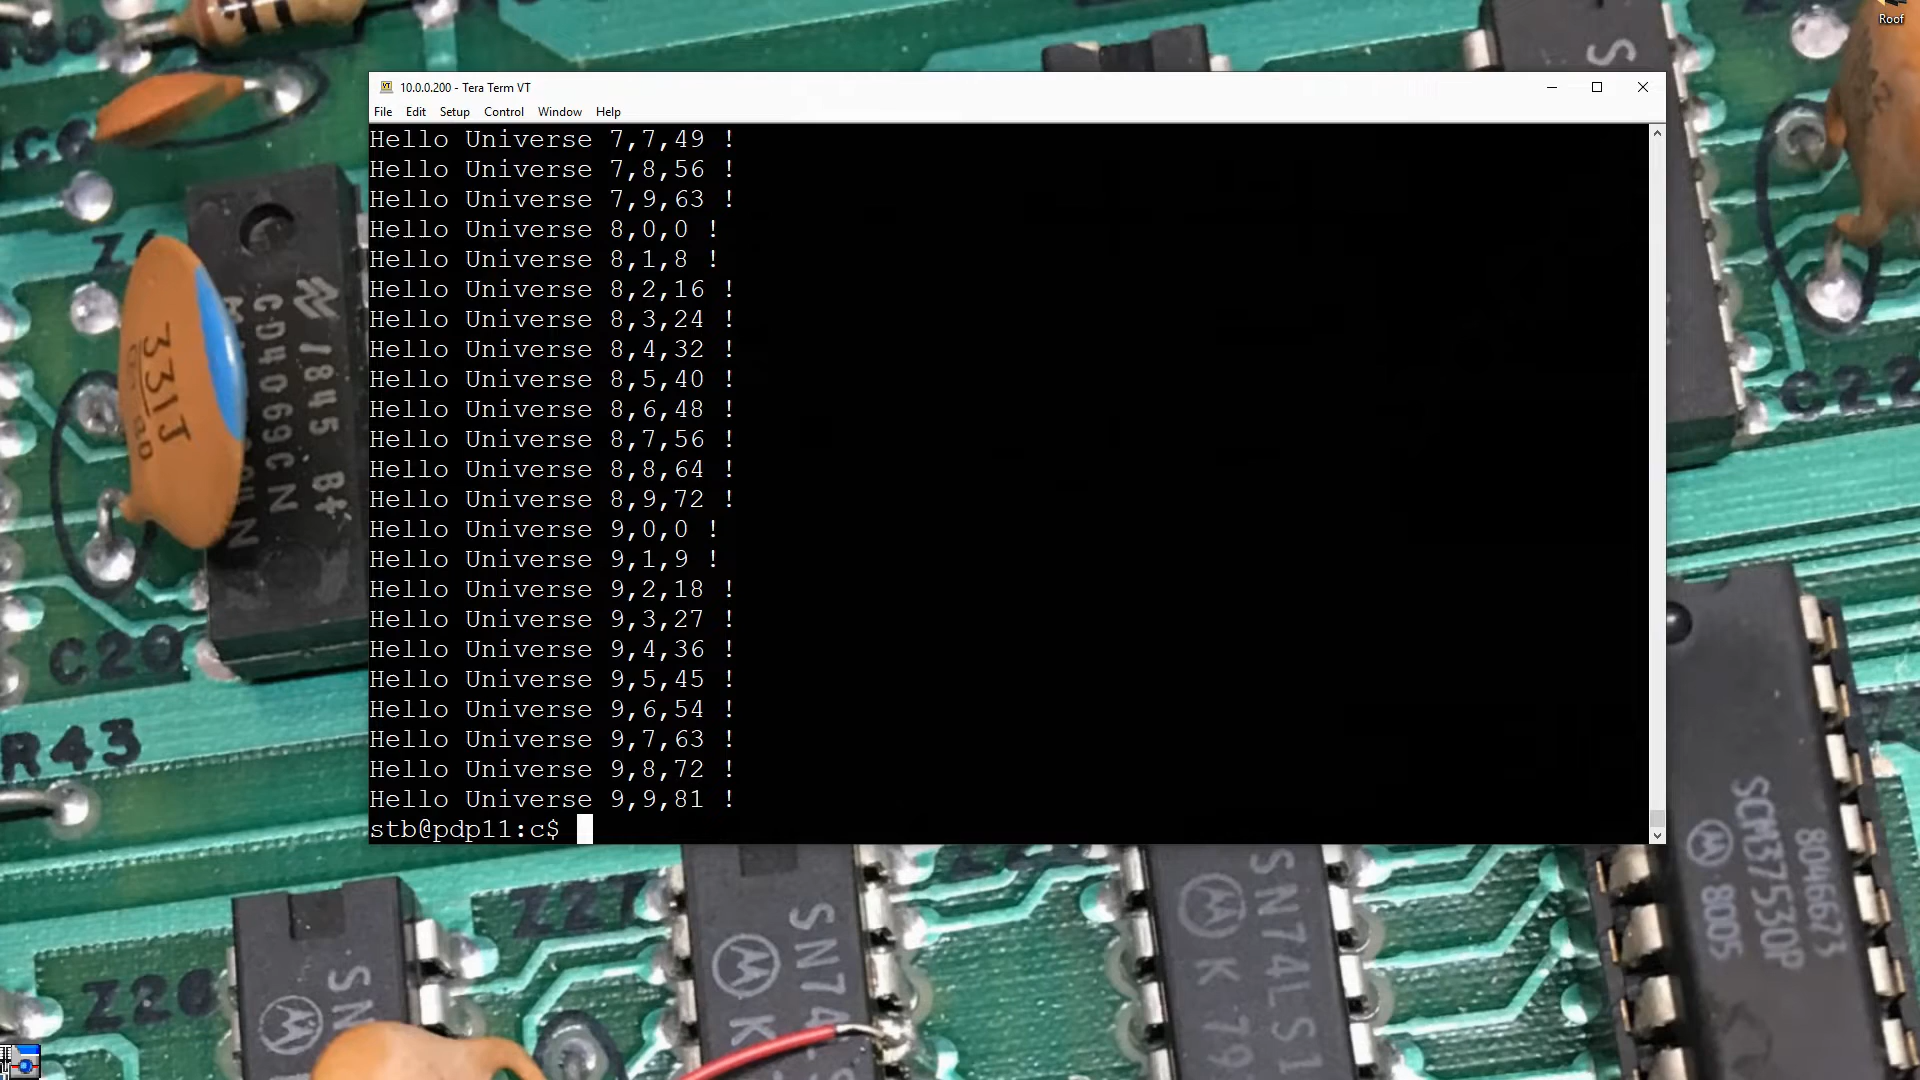 Roof
10.0.0.200 - Tera Term VT
File Edit Setup Control Window Help
Hello Universe 7,7,49 !
Hello Universe 7,8,56 !
Hello Universe 7,9,63 !
Hello Universe 8,0,0 !
Hello Universe 8,1,8 !
Hello Universe 8,2,16 !
Hello Universe 8,3,24 !
Hello Universe 8,4,32 !
Hello Universe 8,5,40 !
Hello Universe 8,6,48 !
Hello Universe 8,7,56 !
Hello Universe 8,8,64 !
Hello Universe 8,9,72 !
Hello Universe 9,0,0 !
Hello Universe 9,1,9 !
Hello Universe 9,2,18 !
Hello Universe 9,3,27 !
Hello Universe 9,4,36 !
Hello Universe 9,5,45 !
Hello Universe 9,6,54 !
Hello Universe 9,7,63 !
Hello Universe 9,8,72 !
Hello Universe 9,9,81 !
stb@pdp11:c$
331J
/845 B+
CD4069CN
C20
R43
C22
Z26
Z27
SN74LS1
K 79
SCM37530P
8046673
8005